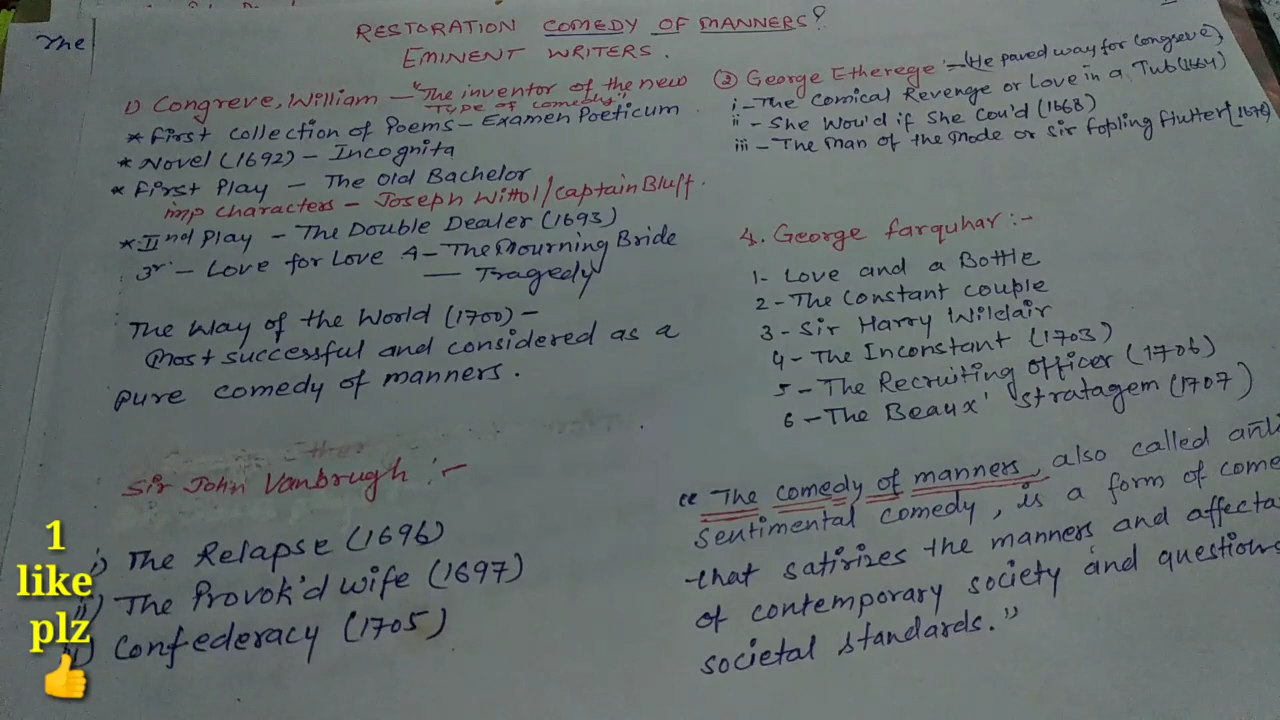 The
RESTORATION COMEDY OF MANNERS?
EMINENT WRITERS.
1) Congreve, William — "The inventor of the new
Type of comedy"
* First collection of Poems - Examen Poeticum
* Novel (1692) - Incognita
* First Play - The Old Bachelor
imp characters - Joseph Wittol/Captain Bluff.
* IInd Play - The Double Dealer (1693)
3r - Love for Love 4 - The Mourning Bride
— Tragedy
The Way of the World (1700) -
Most successful and considered as a
pure comedy of manners.
Sir John Vanbrugh :-
i) The Relapse (1696)
ii) The Provok'd wife (1697)
Confederacy (1705)
③ George Etherege - (He paved way for Congreve)
i - The Comical Revenge or Love in a Tub (1664)
ii - She Wou'd if She Cou'd (1668)
iii - The Man of the Mode or Sir Fopling Flutter [1676]
4. George farquhar :-
1- Love and a Bottle
2 - The Constant couple
3 - Sir Harry Wildair
4 - The Inconstant (1703)
5 - The Recruiting Officer (1706)
6 - The Beaux' Stratagem (1707)
"The comedy of manners, also called anti
sentimental comedy, is a form of come
that satirizes the manners and affecta
of contemporary society and questions
societal standards."
1
like
plz